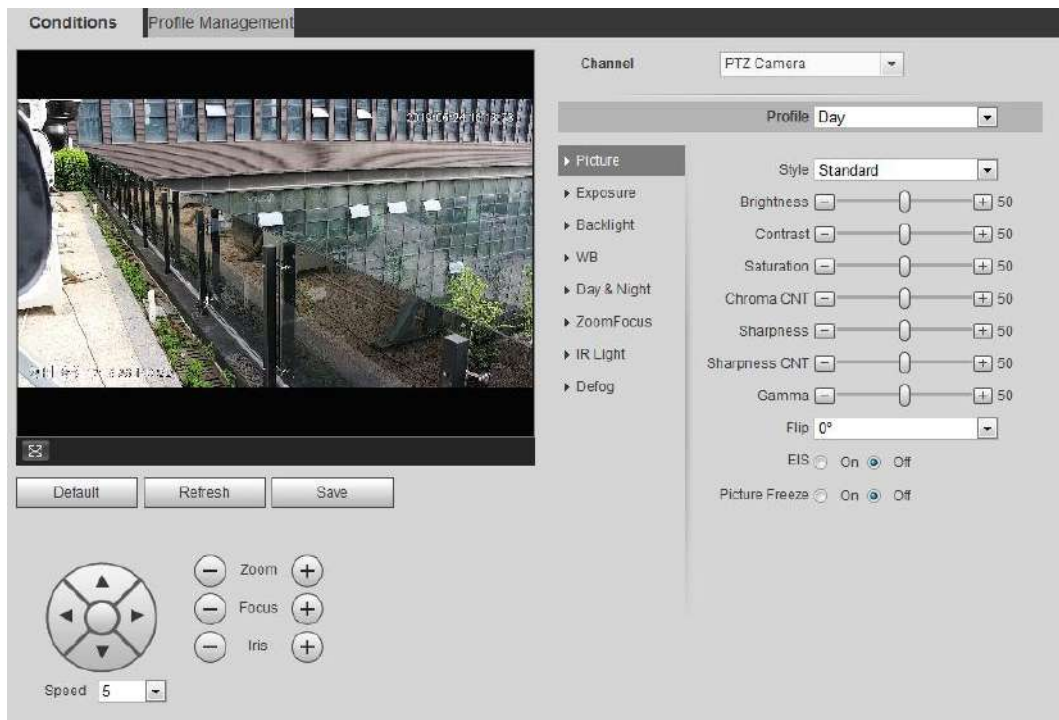 Conditions Profile Management
Channel PTZ Camera
Profile Day
Picture
Exposure
Backlight
WB
Day & Night
ZoomFocus
IR Light
Defog
Style Standard
Brightness 50
Contrast 50
Saturation 50
Chroma CNT 50
Sharpness 50
Sharpness CNT 50
Gamma 50
Flip 0°
EIS On Off
Picture Freeze On Off
Default Refresh Save
Zoom
Focus
Iris
Speed 5